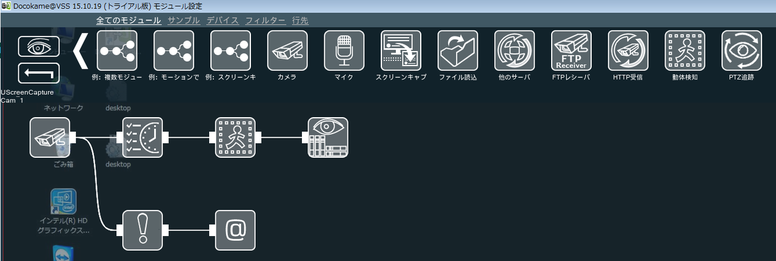 Docokame@VSS 15.10.19 (トライアル版) モジュール設定
全てのモジュール サンプル デバイス フィルター 行先
例: 複数モジュー 例: モーションで 例: スクリーンキ カメラ マイク スクリーンキャプ ファイル読込 他のサーバ FTPレシーバ HTTP受信 動体検知 PTZ追跡
FTP
Receiver
UScreenCapture
Cam_1
ネットワーク desktop
ごみ箱 desktop
@
インテル(R) HD
グラフィックス...